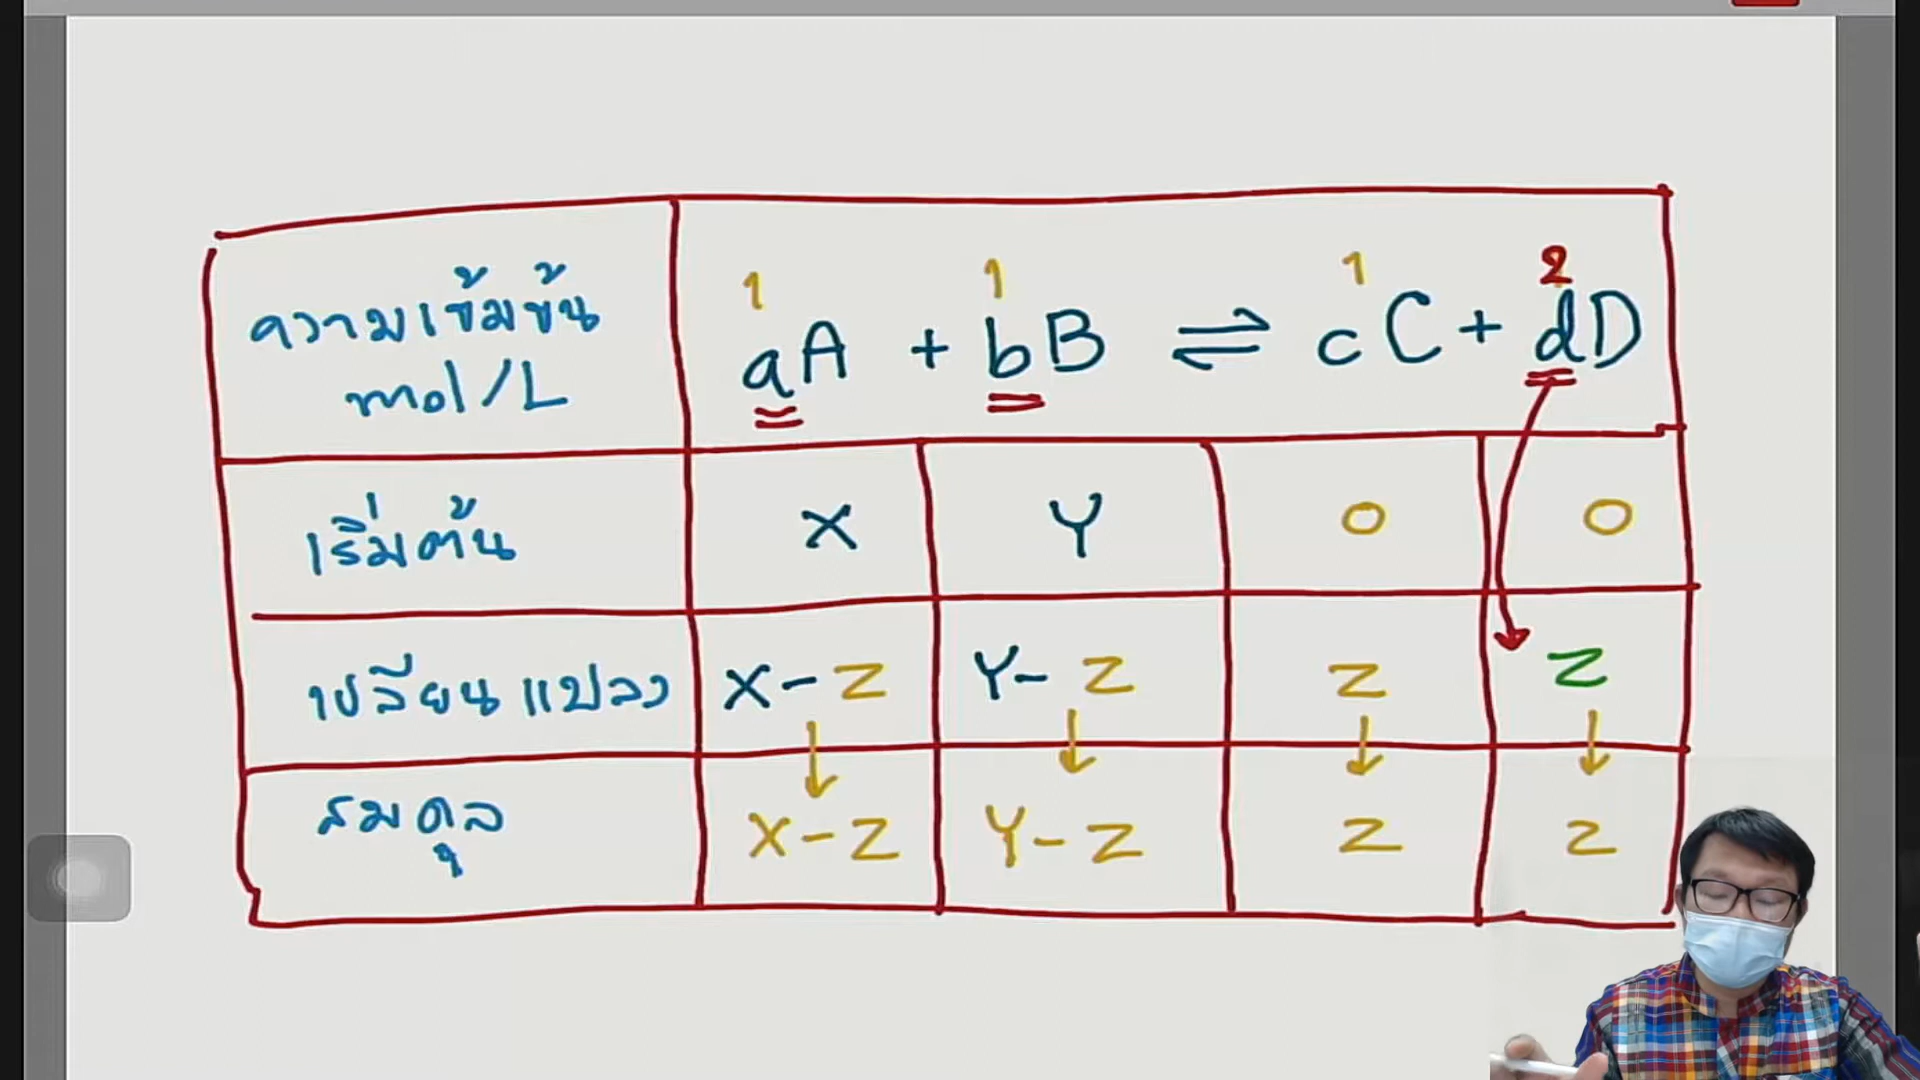 ความเข้มข้น
mol/L
1 1 1 2
aA + bB ⇌ cC + dD
เริ่มต้น X Y 0 0
เปลี่ยนแปลง X-Z Y-Z Z Z
สมดุล X-Z Y-Z Z Z